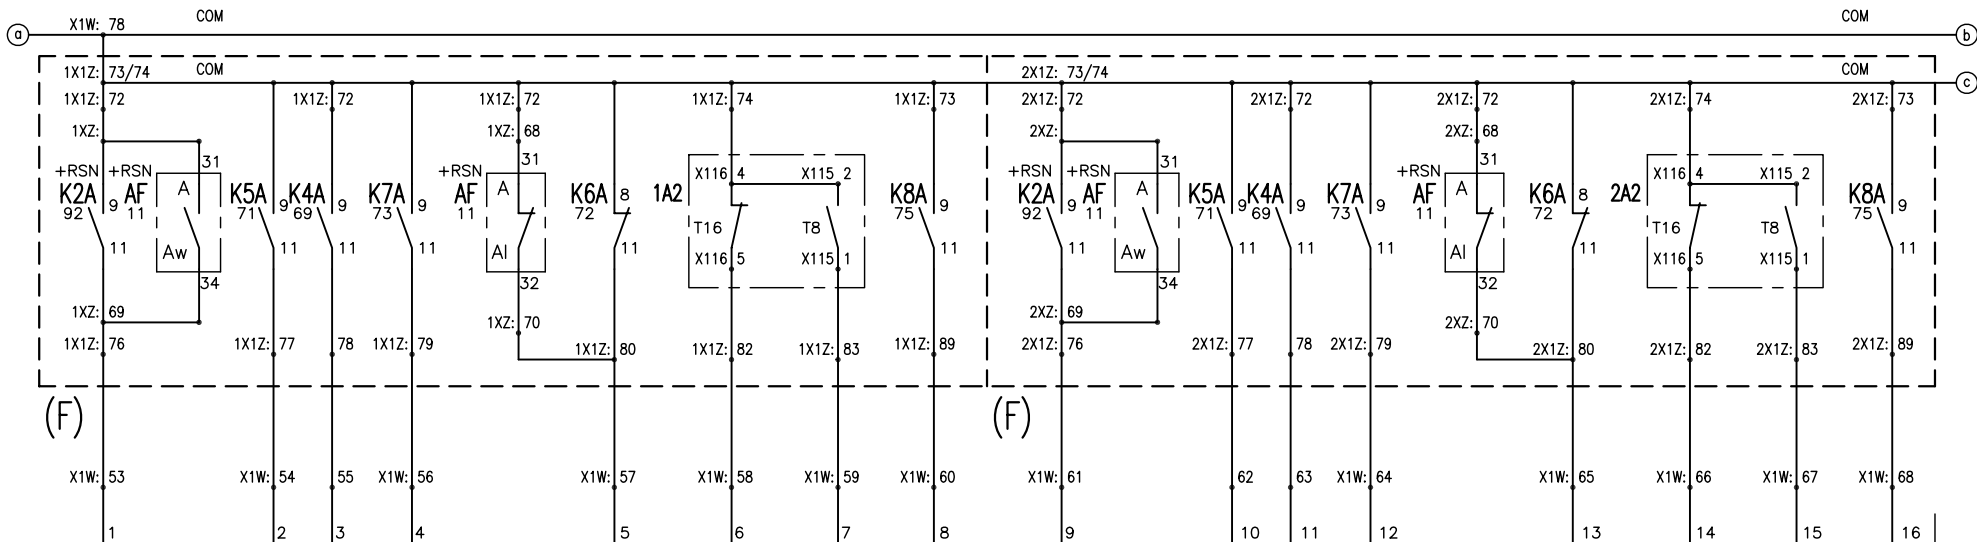 COM COM
X1W: 78
a b
1X1Z: 73/74 COM 2X1Z: 73/74 COM
c
1X1Z: 72 1X1Z: 72 1X1Z: 72 1X1Z: 74 1X1Z: 73 2X1Z: 72 2X1Z: 72 2X1Z: 72 2X1Z: 74 2X1Z: 73
1XZ: 1XZ: 68 2XZ: 2XZ: 68
31 31 31 31
+RSN +RSN +RSN +RSN +RSN +RSN
X116 4 X115 2 X116 4 X115 2
K2A AF A K5A K4A K7A AF A K6A 8 1A2 K8A K2A AF A K5A K4A K7A AF A K6A 8 2A2 K8A
92 9 11 71 9 69 9 73 9 11 72 75 9 92 9 11 71 9 69 9 73 9 11 72 75 9
T16 T8 T16 T8
11 Aw 11 11 11 Al 11 11 11 Aw 11 11 11 Al 11 11
X116 5 X115 1 X116 5 X115 1
34 32 34 32
1XZ: 69 1XZ: 70 2XZ: 69 2XZ: 70
1X1Z: 76 1X1Z: 77 78 1X1Z: 79 1X1Z: 80 1X1Z: 82 1X1Z: 83 1X1Z: 89 2X1Z: 76 2X1Z: 77 78 2X1Z: 79 2X1Z: 80 2X1Z: 82 2X1Z: 83 2X1Z: 89
(F) (F)
X1W: 53 X1W: 54 55 X1W: 56 X1W: 57 X1W: 58 X1W: 59 X1W: 60 X1W: 61 62 63 X1W: 64 X1W: 65 X1W: 66 X1W: 67 X1W: 68
1 2 3 4 5 6 7 8 9 10 11 12 13 14 15 16